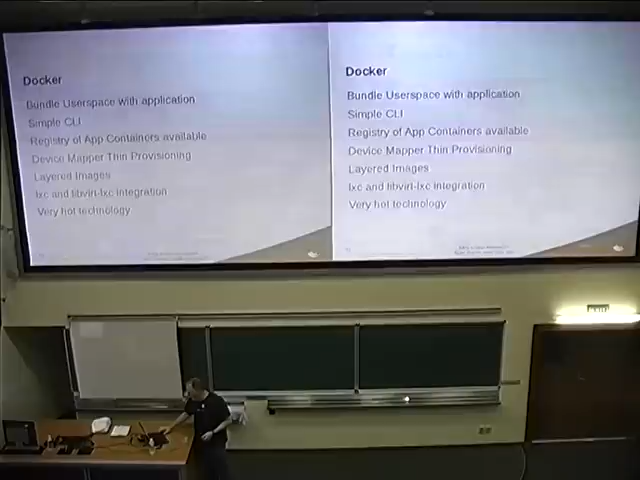 Docker
Bundle Userspace with application
Simple CLI
Registry of App Containers available
Device Mapper Thin Provisioning
Layered Images
lxc and libvirt-lxc integration
Very hot technology
Docker
Bundle Userspace with application
Simple CLI
Registry of App Containers available
Device Mapper Thin Provisioning
Layered Images
lxc and libvirt-lxc integration
Very hot technology
EXIT